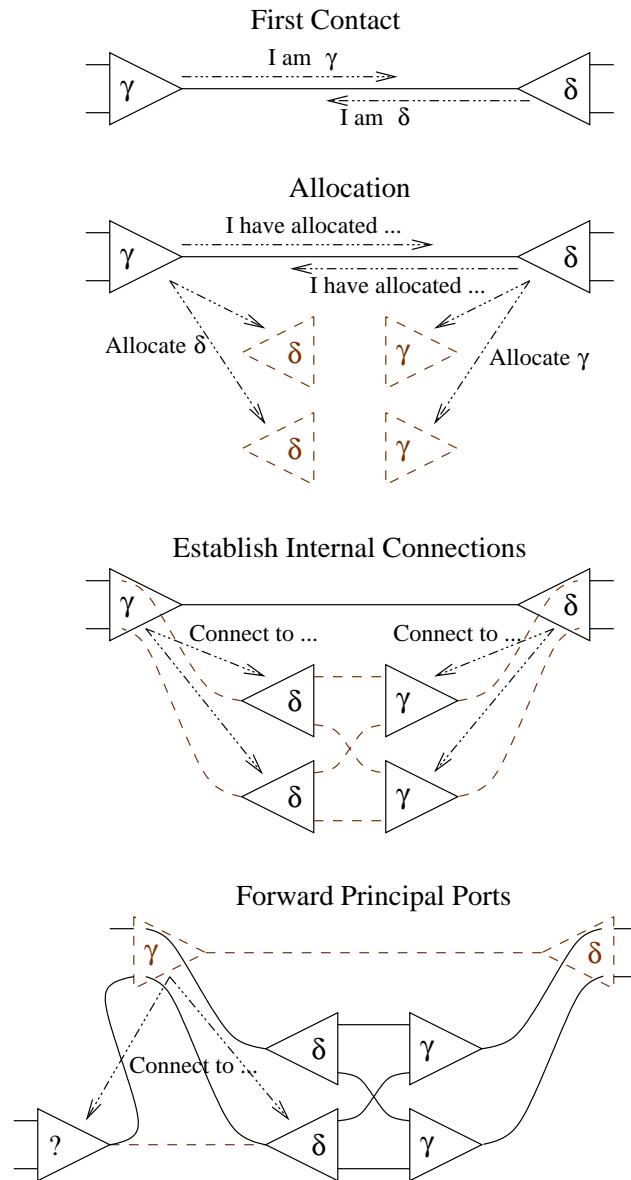 First Contact
I am γ
γ
δ
I am δ
Allocation
I have allocated ...
γ
δ
I have allocated ...
Allocate δ
δ
γ
Allocate γ
δ
γ
Establish Internal Connections
γ
δ
Connect to ...
Connect to ...
δ
γ
δ
γ
Forward Principal Ports
γ
δ
δ
γ
Connect to ...
?
δ
γ